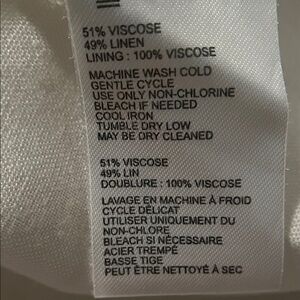 51% VISCOSE
49% LINEN
LINING : 100% VISCOSE
MACHINE WASH COLD
GENTLE CYCLE
USE ONLY NON-CHLORINE
BLEACH IF NEEDED
COOL IRON
TUMBLE DRY LOW
MAY BE DRY CLEANED
51% VISCOSE
49% LIN
DOUBLURE : 100% VISCOSE
LAVAGE EN MACHINE À FROID
CYCLE DÉLICAT
UTILISER UNIQUEMENT DU
NON-CHLORE
BLEACH SI NÉCESSAIRE
ACIER TREMPÉ
BASSE TIGE
PEUT ÊTRE NETTOYÉ À SEC